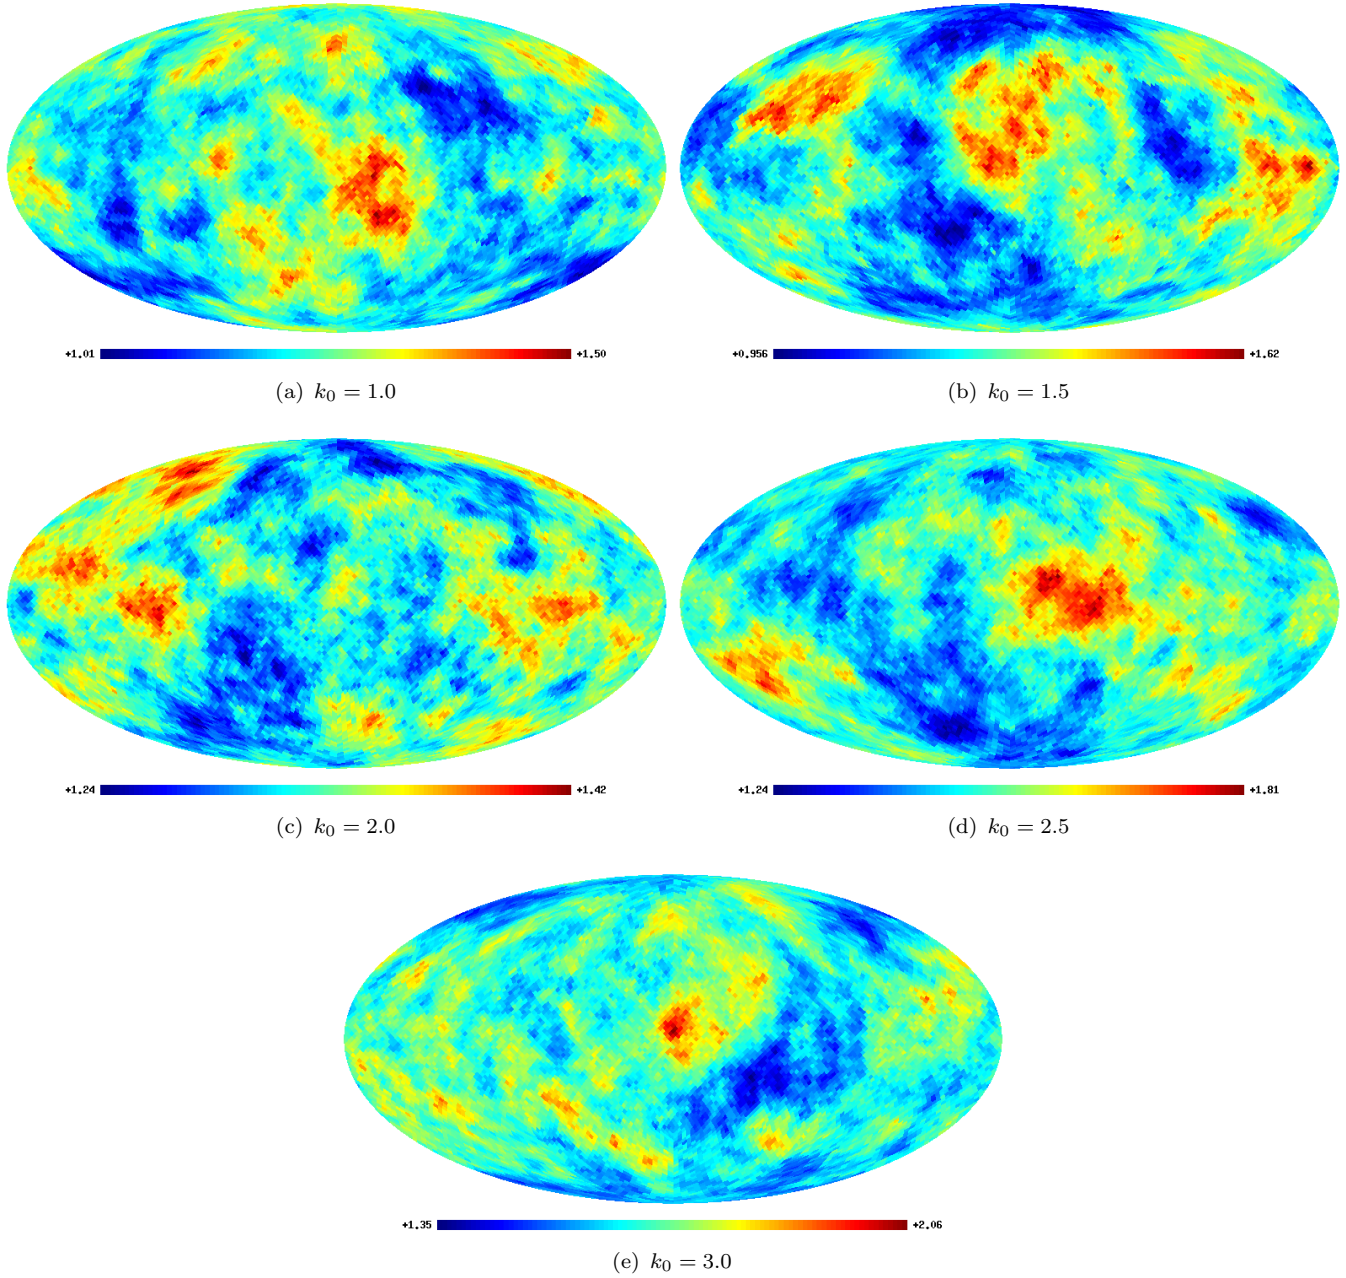 +1.01 +1.50 +0.956 +1.62
(a) k₀ = 1.0 (b) k₀ = 1.5
+1.24 +1.42 +1.24 +1.81
(c) k₀ = 2.0 (d) k₀ = 2.5
+1.35 +2.06
(e) k₀ = 3.0